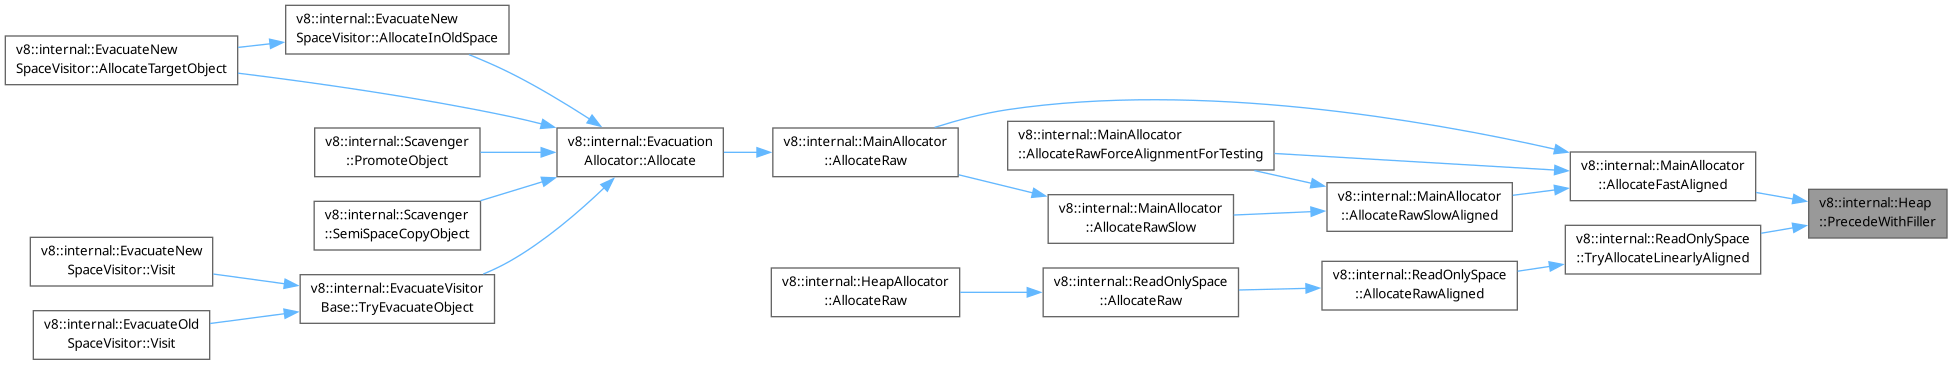 v8::internal::EvacuateNew
SpaceVisitor::AllocateInOldSpace
v8::internal::EvacuateNew
SpaceVisitor::AllocateTargetObject
v8::internal::Scavenger
::PromoteObject
v8::internal::Evacuation
Allocator::Allocate
v8::internal::MainAllocator
::AllocateRaw
v8::internal::MainAllocator
::AllocateRawForceAlignmentForTesting
v8::internal::MainAllocator
::AllocateFastAligned
v8::internal::Scavenger
::SemiSpaceCopyObject
v8::internal::MainAllocator
::AllocateRawSlow
v8::internal::MainAllocator
::AllocateRawSlowAligned
v8::internal::Heap
::PrecedeWithFiller
v8::internal::EvacuateNew
SpaceVisitor::Visit
v8::internal::EvacuateVisitor
Base::TryEvacuateObject
v8::internal::HeapAllocator
::AllocateRaw
v8::internal::ReadOnlySpace
::AllocateRaw
v8::internal::ReadOnlySpace
::AllocateRawAligned
v8::internal::ReadOnlySpace
::TryAllocateLinearlyAligned
v8::internal::EvacuateOld
SpaceVisitor::Visit